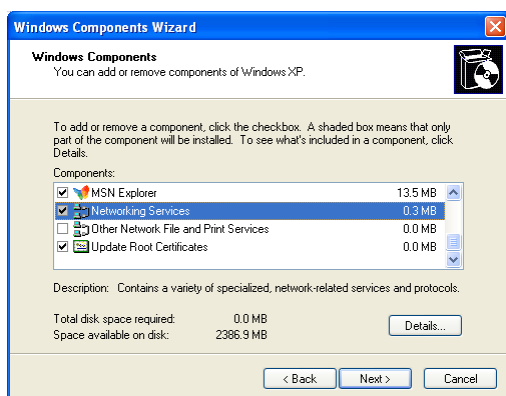 Windows Components Wizard
Windows Components
You can add or remove components of Windows XP.
To add or remove a component, click the checkbox. A shaded box means that only
part of the component will be installed. To see what's included in a component, click
Details.
Components:
MSN Explorer 13.5 MB
Networking Services 0.3 MB
Other Network File and Print Services 0.0 MB
Update Root Certificates 0.0 MB
Description: Contains a variety of specialized, network-related services and protocols.
Total disk space required: 0.0 MB
Space available on disk: 2386.9 MB
Details...
< Back Next > Cancel